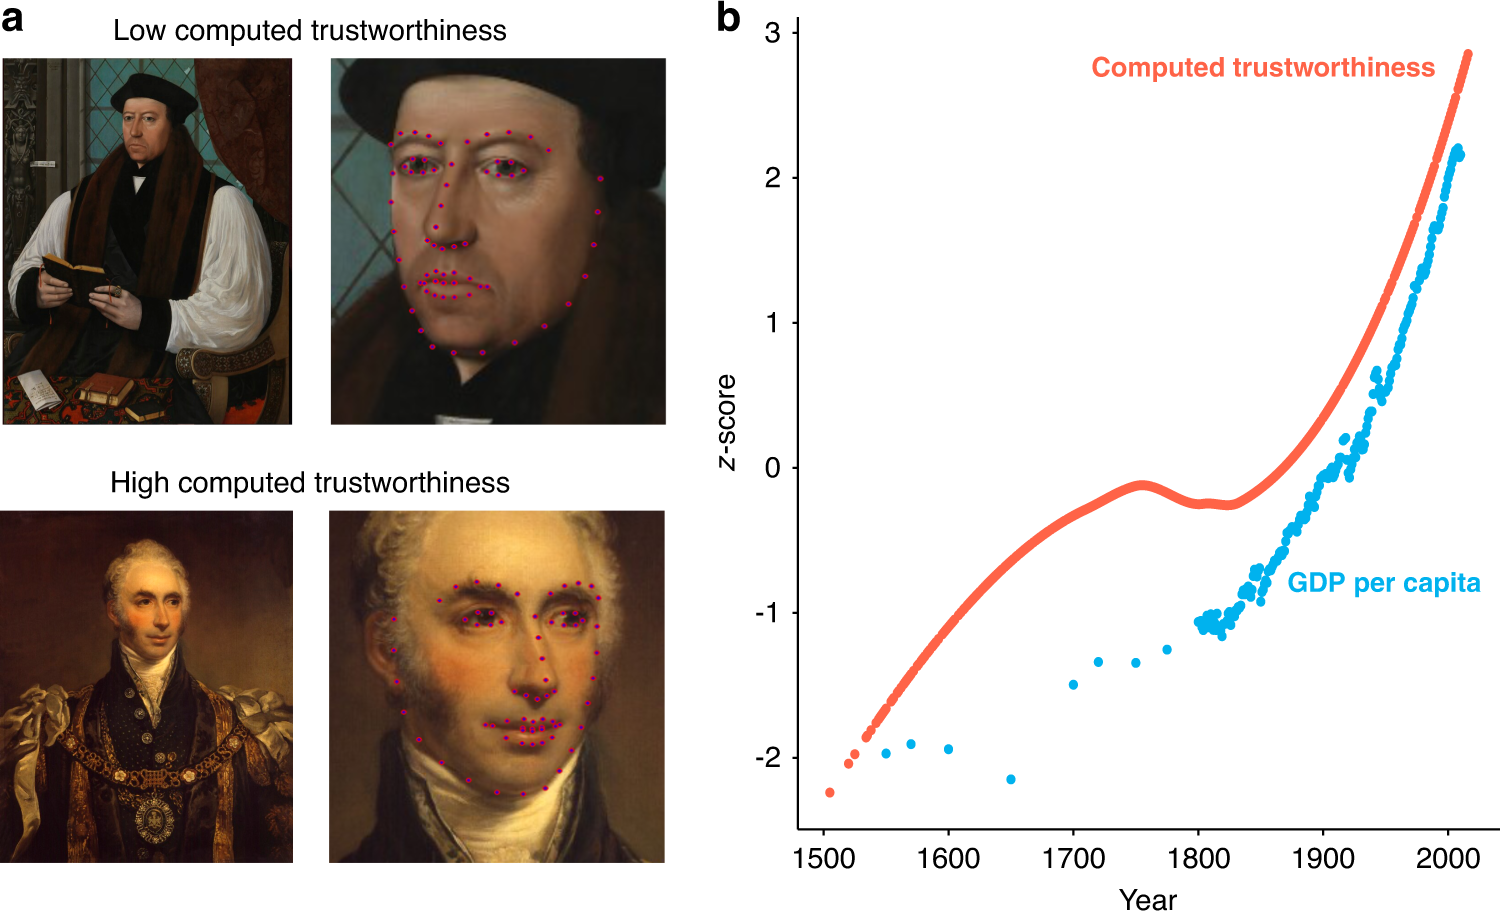 a
Low computed trustworthiness
High computed trustworthiness
b
3
2
1
0
-1
-2
z-score
Computed trustworthiness
GDP per capita
1500 1600 1700 1800 1900 2000
Year